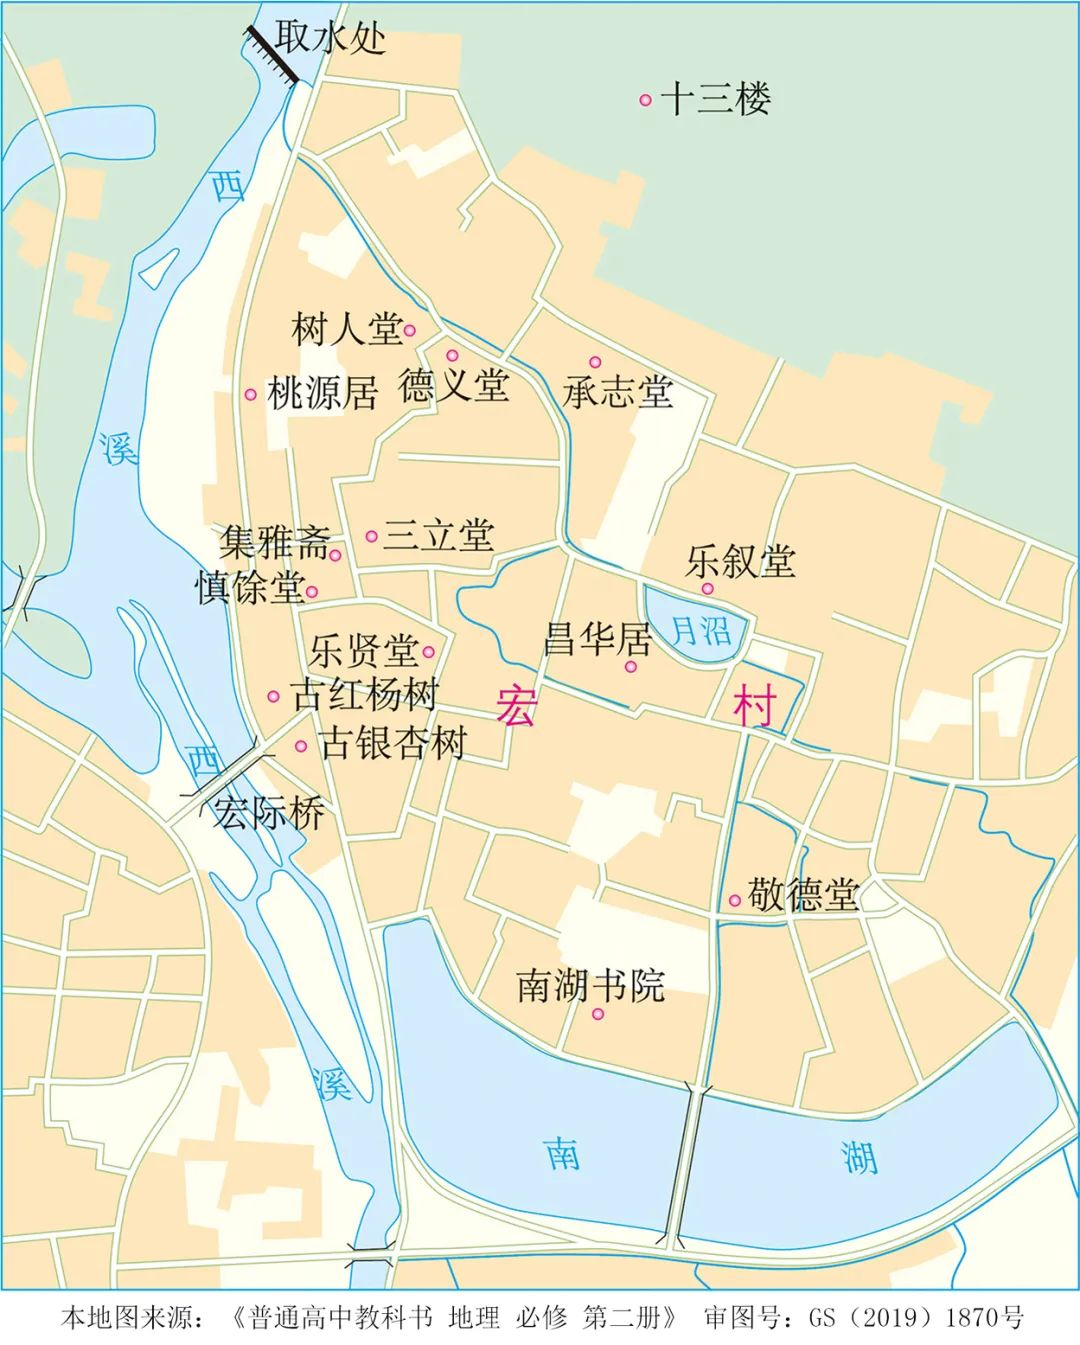 取水处
十三楼
西
树人堂
德义堂
承志堂
桃源居
溪
集雅斋
三立堂
慎馀堂
乐叙堂
月沼
乐贤堂
昌华居
古红杨树
宏
村
古银杏树
西
宏际桥
敬德堂
南湖书院
溪
南
湖
本地图来源：《普通高中教科书 地理 必修 第二册》 审图号：GS（2019）1870号